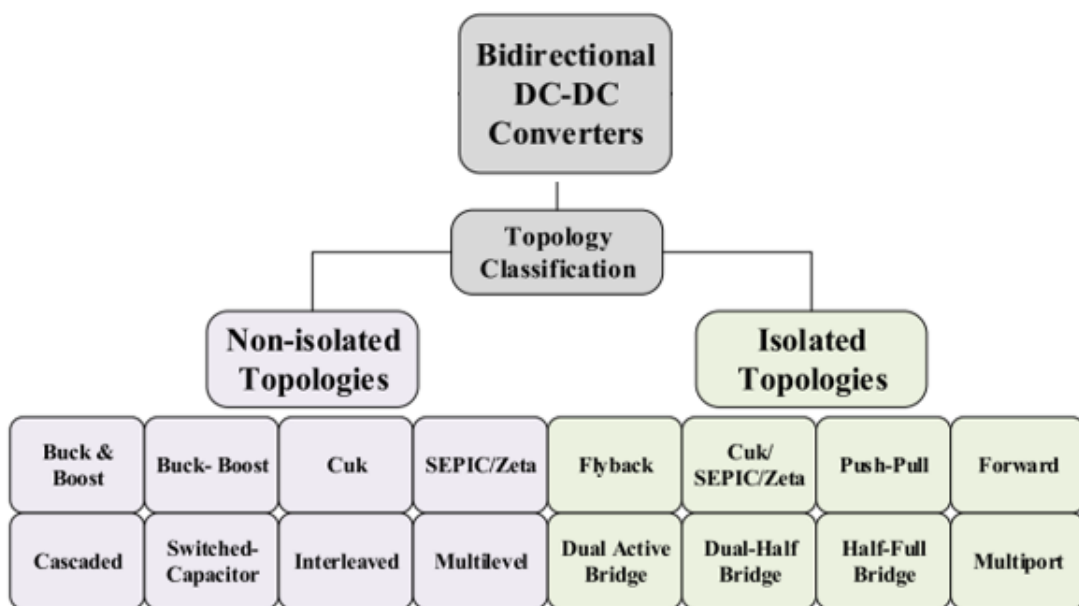 Bidirectional
DC-DC
Converters
Topology
Classification
Non-isolated
Topologies
Isolated
Topologies
Buck &
Boost
Buck- Boost
Cuk
SEPIC/Zeta
Flyback
Cuk/
SEPIC/Zeta
Push-Pull
Forward
Cascaded
Switched-
Capacitor
Interleaved
Multilevel
Dual Active
Bridge
Dual-Half
Bridge
Half-Full
Bridge
Multiport